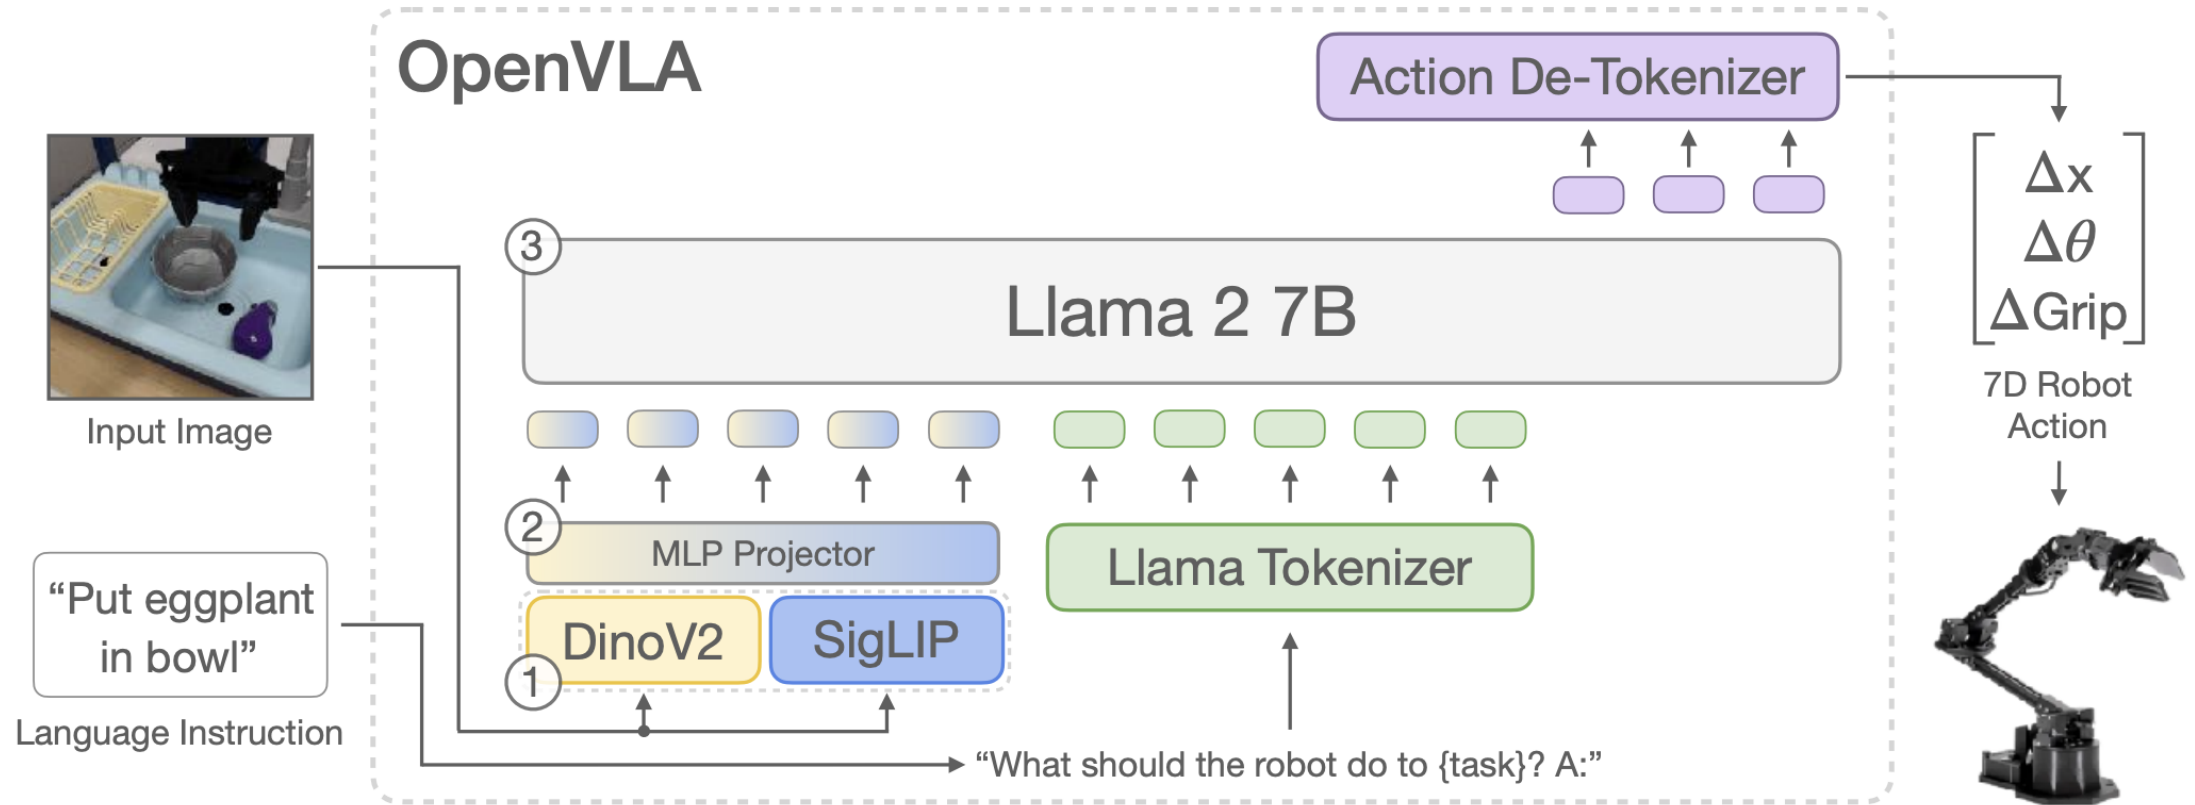 OpenVLA
Action De-Tokenizer
Δx
Δθ
ΔGrip
7D Robot
Action
3
Llama 2 7B
Input Image
2
MLP Projector
Llama Tokenizer
1
DinoV2
SigLIP
“Put eggplant
in bowl”
Language Instruction
“What should the robot do to {task}? A:”